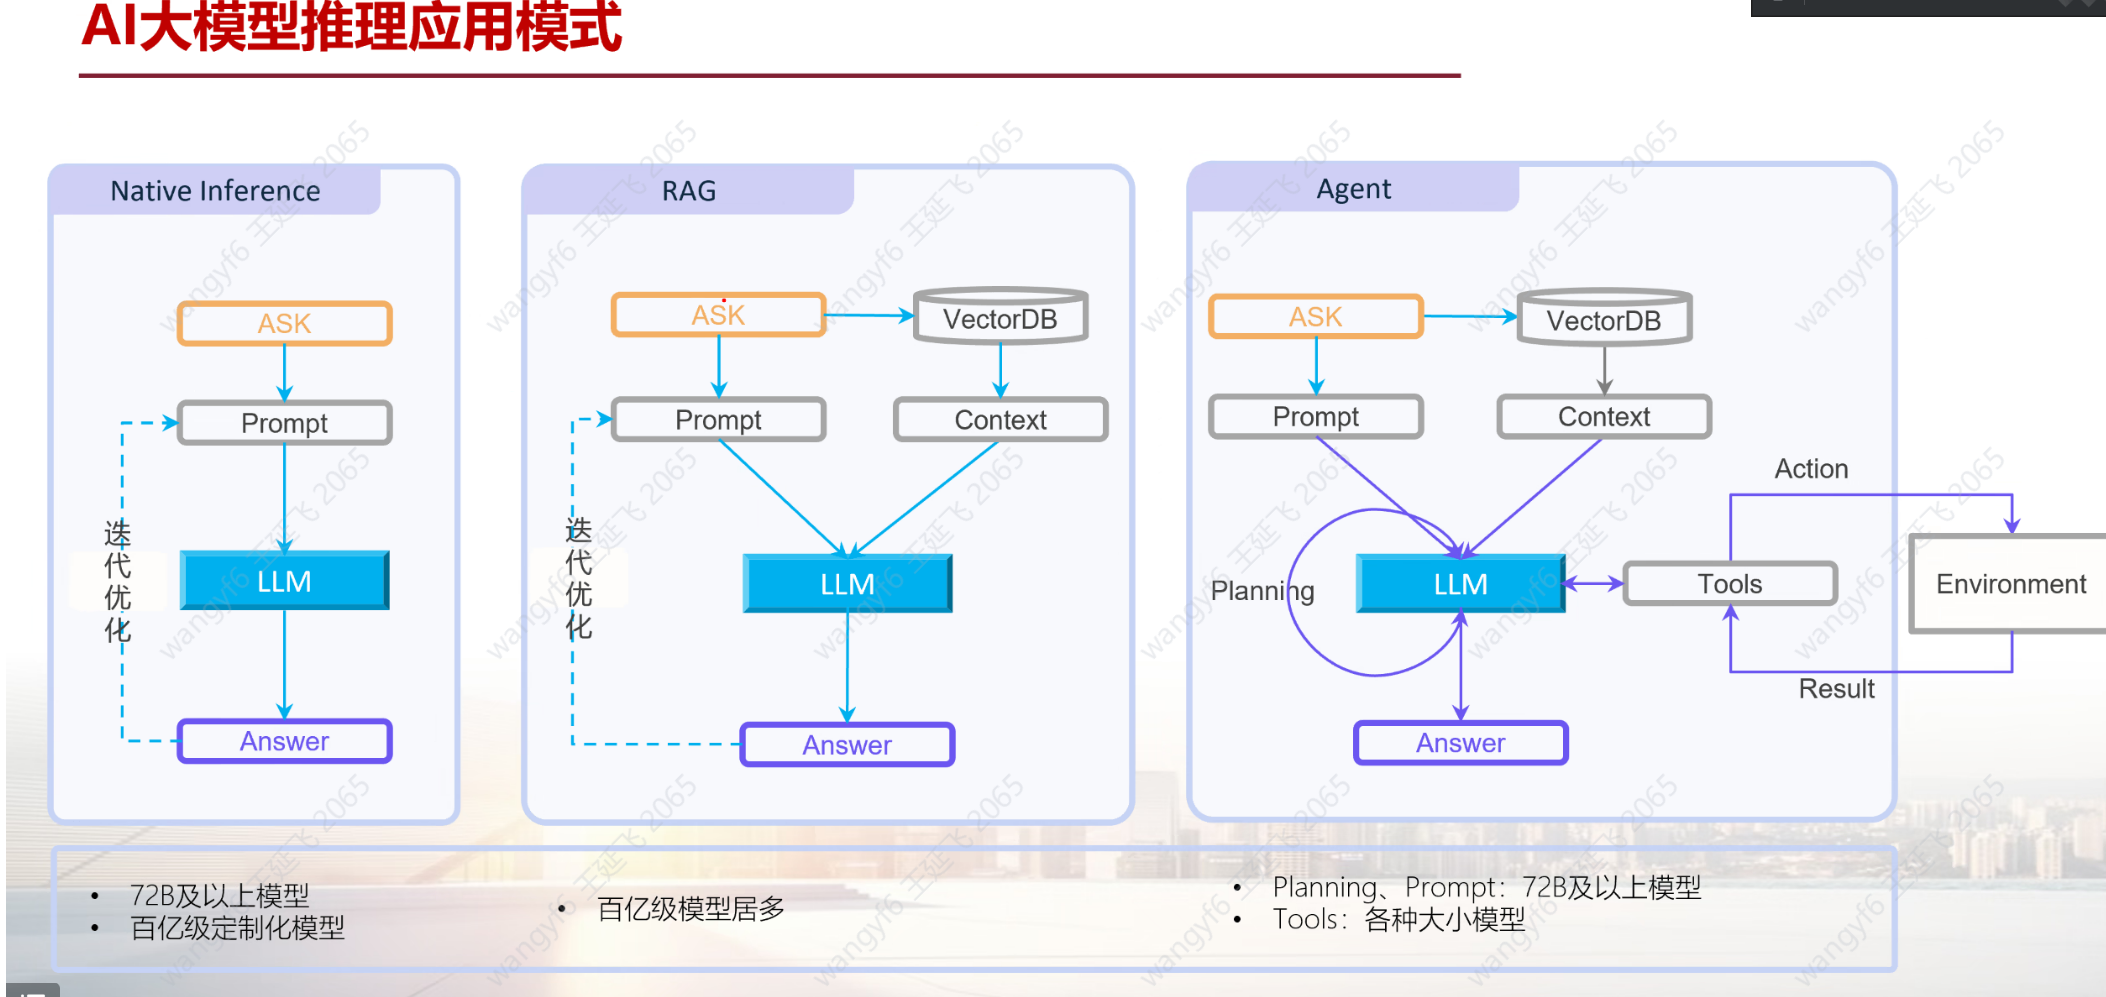 AI大模型推理应用模式
Native Inference
ASK
Prompt
迭代优化
LLM
Answer
RAG
ASK
VectorDB
Prompt
Context
迭代优化
LLM
Answer
Agent
ASK
VectorDB
Prompt
Context
Action
Planning
LLM
Tools
Environment
Result
Answer
• 72B及以上模型
• 百亿级定制化模型
• 百亿级模型居多
• Planning、Prompt：72B及以上模型
• Tools：各种大小模型
wangyf6 王延飞 2065